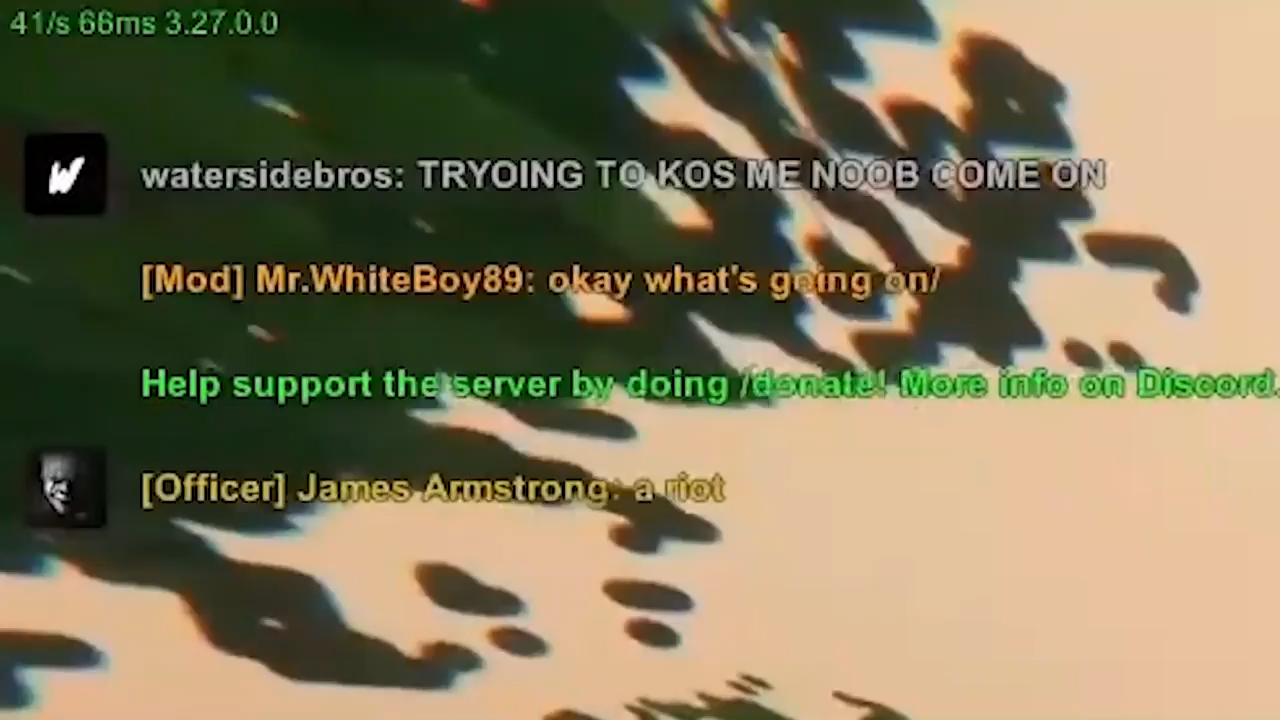 41/s 66ms 3.27.0.0
W
watersidebros: TRYOING TO KOS ME NOOB COME ON
[Mod] Mr.WhiteBoy89: okay what's going on/
Help support the server by doing /donate! More info on Discord.
[Officer] James Armstrong: a riot